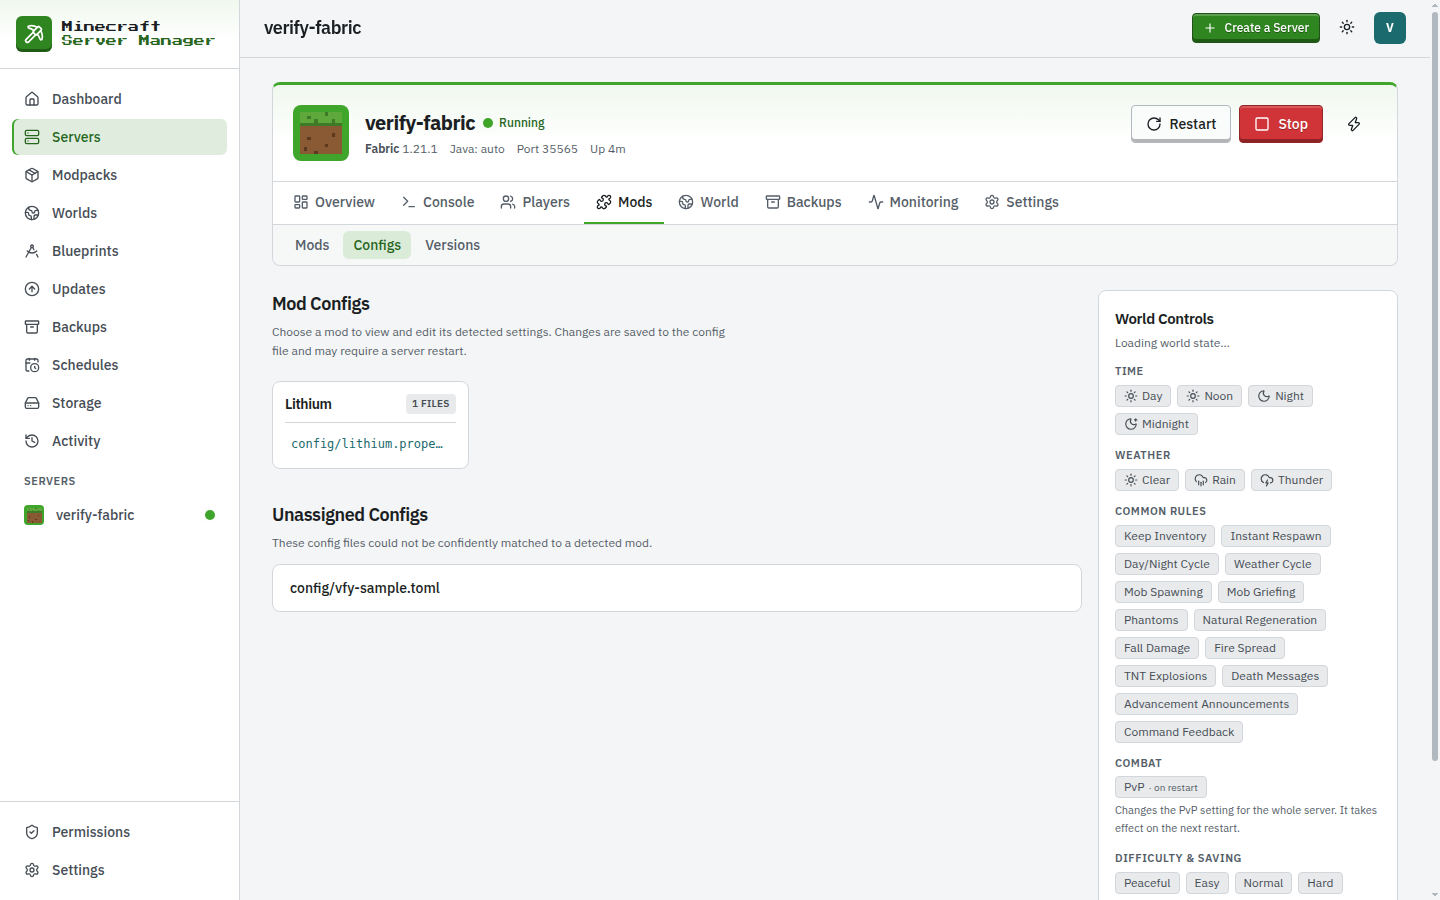 Minecraft
Server Manager
verify-fabric
Create a Server
V
Dashboard
Servers
Modpacks
Worlds
Blueprints
Updates
Backups
Schedules
Storage
Activity
SERVERS
verify-fabric
Permissions
Settings
verify-fabric
Running
Fabric 1.21.1 Java: auto Port 35565 Up 4m
Restart
Stop
Overview
Console
Players
Mods
World
Backups
Monitoring
Settings
Mods
Configs
Versions
Mod Configs
Choose a mod to view and edit its detected settings. Changes are saved to the config
file and may require a server restart.
Lithium
1 FILES
config/lithium.prope…
Unassigned Configs
These config files could not be confidently matched to a detected mod.
config/vfy-sample.toml
World Controls
Loading world state...
TIME
Day
Noon
Night
Midnight
WEATHER
Clear
Rain
Thunder
COMMON RULES
Keep Inventory
Instant Respawn
Day/Night Cycle
Weather Cycle
Mob Spawning
Mob Griefing
Phantoms
Natural Regeneration
Fall Damage
Fire Spread
TNT Explosions
Death Messages
Advancement Announcements
Command Feedback
COMBAT
PvP · on restart
Changes the PvP setting for the whole server. It takes
effect on the next restart.
DIFFICULTY & SAVING
Peaceful
Easy
Normal
Hard